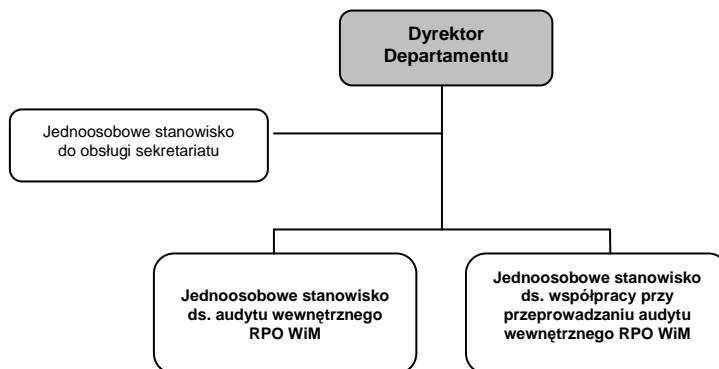 Dyrektor
Departamentu
Jednoosobowe stanowisko
do obsługi sekretariatu
Jednoosobowe stanowisko
ds. audytu wewnętrznego
RPO WiM
Jednoosobowe stanowisko
ds. współpracy przy
przeprowadzaniu audytu
wewnętrznego RPO WiM